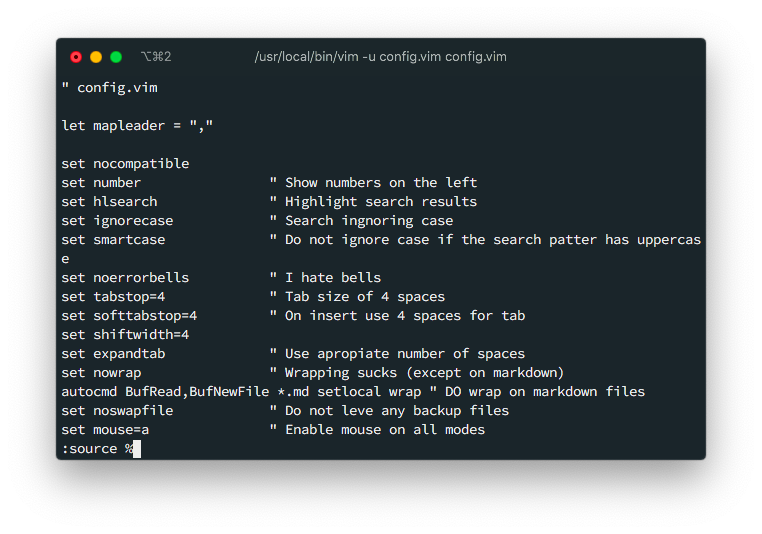 ⌥⌘2 /usr/local/bin/vim -u config.vim config.vim
" config.vim
let mapleader = ","
set nocompatible
set number " Show numbers on the left
set hlsearch " Highlight search results
set ignorecase " Search ingnoring case
set smartcase " Do not ignore case if the search patter has uppercas
e
set noerrorbells " I hate bells
set tabstop=4 " Tab size of 4 spaces
set softtabstop=4 " On insert use 4 spaces for tab
set shiftwidth=4
set expandtab " Use apropiate number of spaces
set nowrap " Wrapping sucks (except on markdown)
autocmd BufRead,BufNewFile *.md setlocal wrap " DO wrap on markdown files
set noswapfile " Do not leve any backup files
set mouse=a " Enable mouse on all modes
:source %